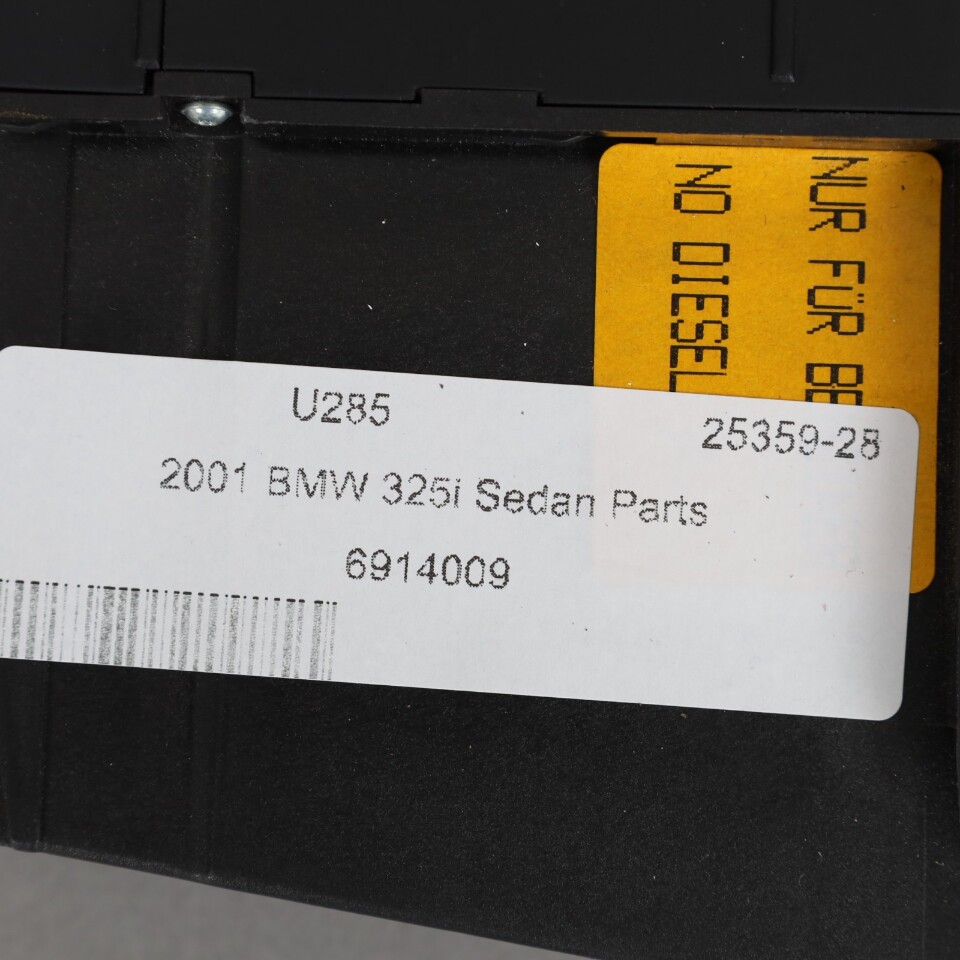 NUR FÜR BE
NO DIESEL
U285
25359-28
2001 BMW 325i Sedan Parts
6914009